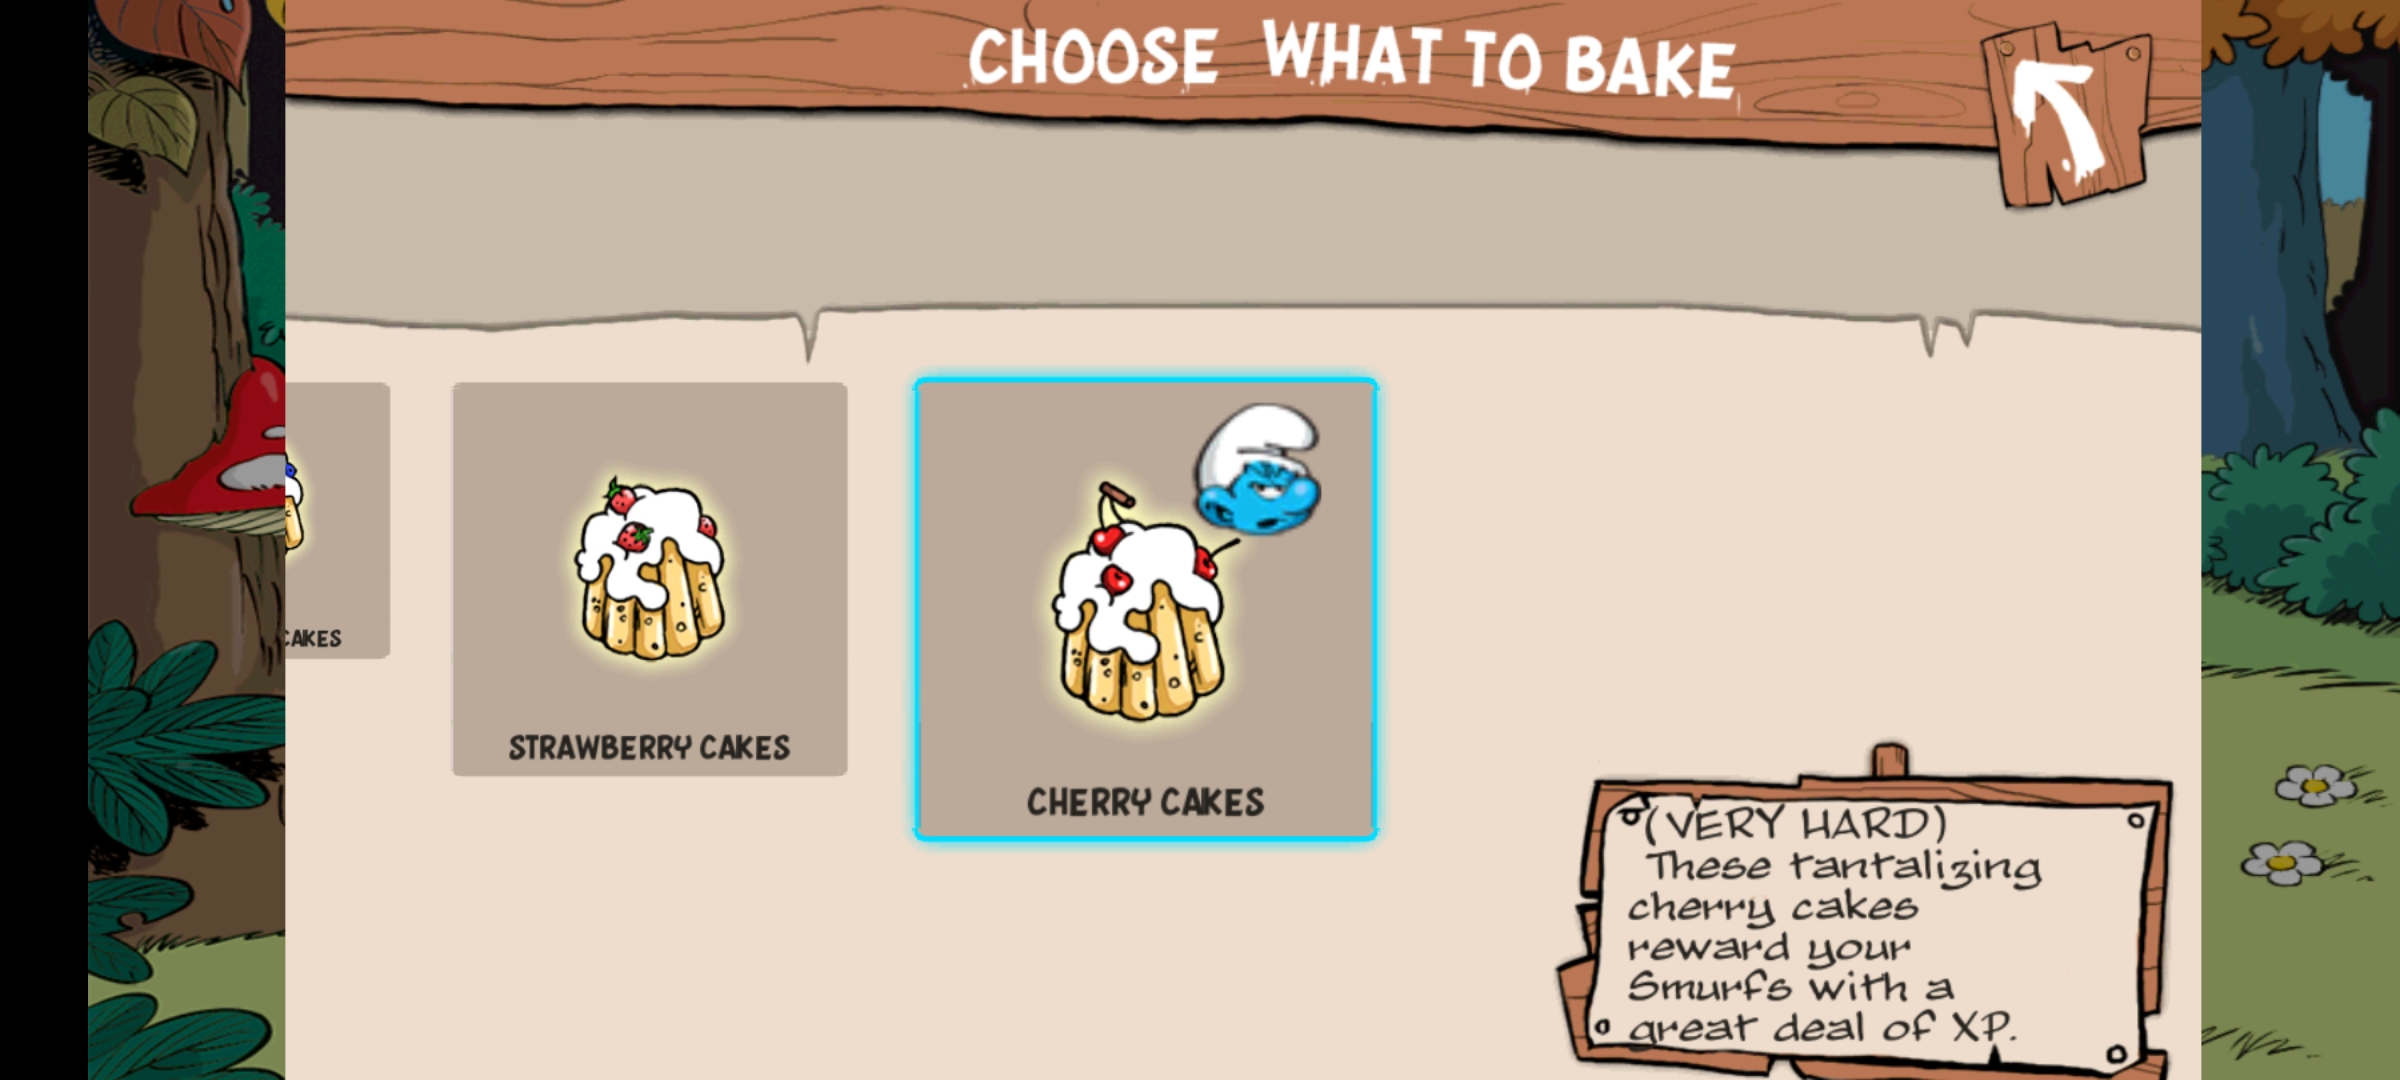 CHOOSE WHAT TO BAKE
CAKES
STRAWBERRY CAKES
CHERRY CAKES
(VERY HARD)
These tantalizing
cherry cakes
reward your
Smurfs with a
great deal of XP.